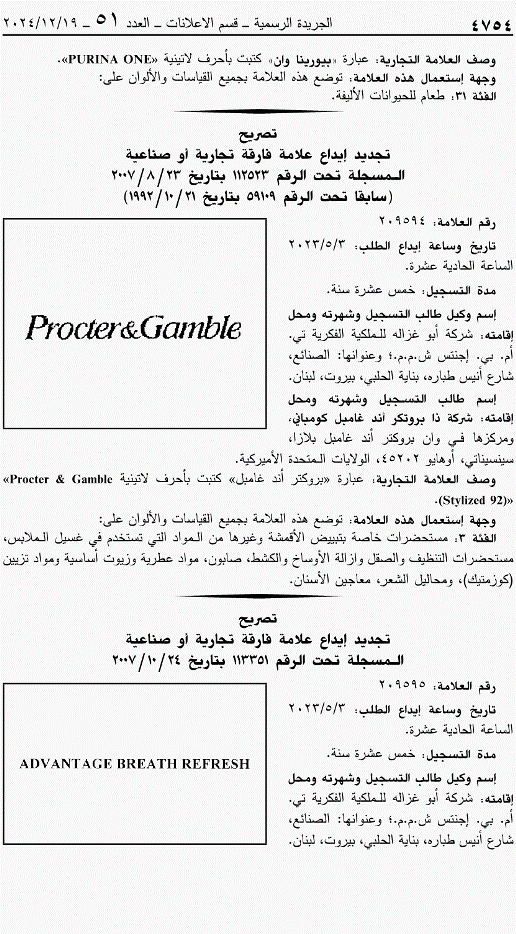 ٤٧٥٤
الجريدة الرسمية ــ قسم الاعلانات ــ العدد ٥١ ــ ٢٠٢٤/١٢/١٩
وصف العلامة التجارية: عبارة «بيورينا وان» كتبت بأحرف لاتينية «PURINA ONE».
وجهة إستعمال هذه العلامة: توضع هذه العلامة بجميع القياسات والألوان على:
الفئة ٣١: طعام للحيوانات الأليفة.
تصريح
تجديد إيداع علامة فارقة تجارية أو صناعية
المسجلة تحت الرقم ١١٢٥٢٣ بتاريخ ٢٠٠٧/٨/٢٣
(سابقا تحت الرقم ٥٩١٠٩ بتاريخ ١٩٩٢/١٠/٢١)
رقم العلامة: ٢٠٩٥٩٤
تاريخ وساعة إيداع الطلب: ٢٠٢٣/٥/٣
الساعة الحادية عشرة.
مدة التسجيل: خمس عشرة سنة.
إسم وكيل طالب التسجيل وشهرته ومحل
إقامته: شركة أبو غزاله للملكية الفكرية تي.
أم. بي. إجنتس ش.م.م.؛ وعنوانها: الصنائع،
شارع أنيس طباره، بناية الحلبي، بيروت، لبنان.
Procter&Gamble
إسم طالب التسجيل وشهرته ومحل
إقامته: شركة ذا بروتكر أند غامبل كومباني،
ومركزها في وان بروكتر أند غامبل بلازا،
سينسيناتي، أوهايو ٤٥٢٠٢، الولايات المتحدة الأميركية.
وصف العلامة التجارية: عبارة «بروكتر أند غامبل» كتبت بأحرف لاتينية «Procter & Gamble
(Stylized 92)».
وجهة إستعمال هذه العلامة: توضع هذه العلامة بجميع القياسات والألوان على:
الفئة ٣: مستحضرات خاصة بتبييض الأقمشة وغيرها من المواد التي تستخدم في غسيل الملابس،
مستحضرات التنظيف والصقل وازالة الأوساخ والكشط، صابون، مواد عطرية وزيوت أساسية ومواد تزيين
(كوزمتيك)، ومحاليل الشعر، معاجين الأسنان.
تصريح
تجديد إيداع علامة فارقة تجارية أو صناعية
المسجلة تحت الرقم ١١٣٣٥١ بتاريخ ٢٠٠٧/١٠/٢٤
رقم العلامة: ٢٠٩٥٩٥
تاريخ وساعة إيداع الطلب: ٢٠٢٣/٥/٣
الساعة الحادية عشرة.
مدة التسجيل: خمس عشرة سنة.
إسم وكيل طالب التسجيل وشهرته ومحل
إقامته: شركة أبو غزاله للملكية الفكرية تي.
أم. بي. إجنتس ش.م.م.؛ وعنوانها: الصنائع،
شارع أنيس طباره، بناية الحلبي، بيروت، لبنان.
ADVANTAGE BREATH REFRESH